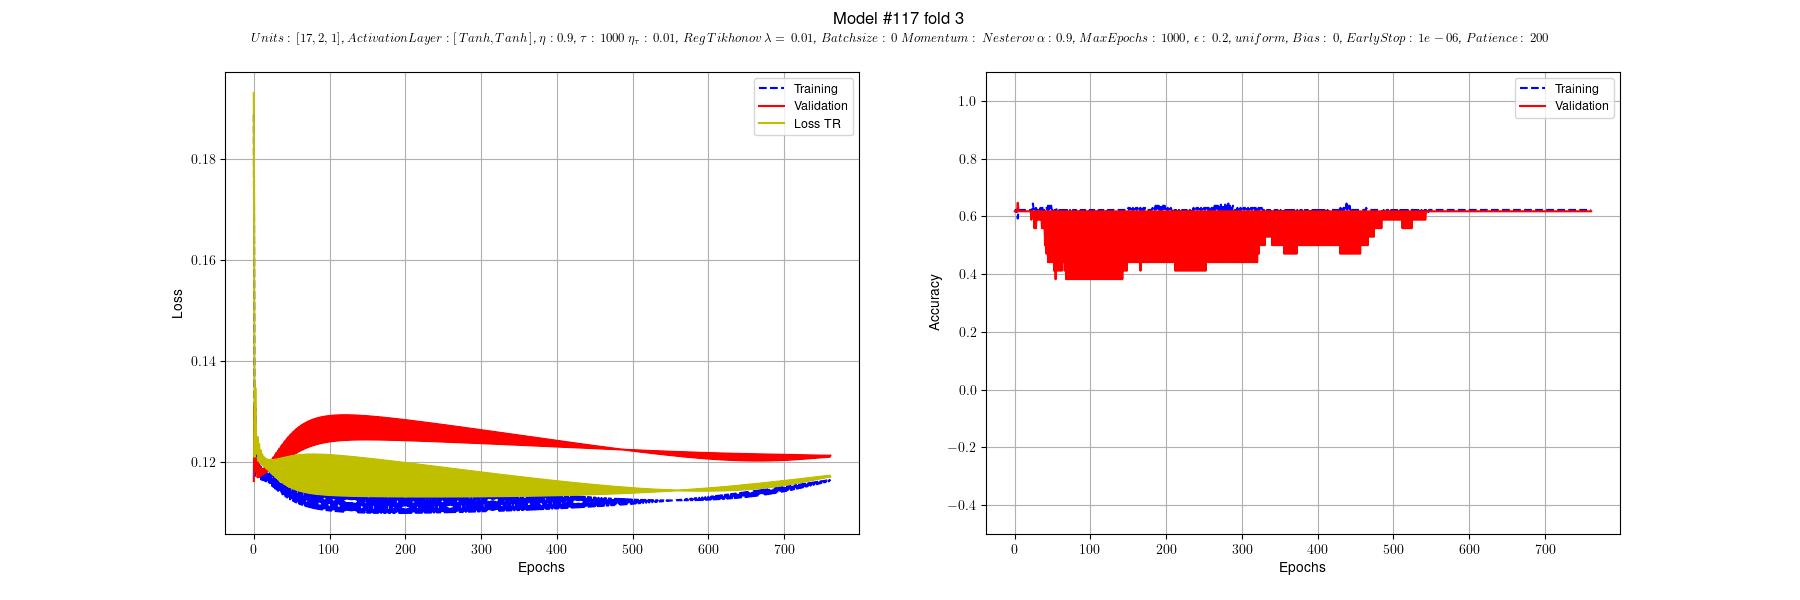 Model #117 fold 3
Units : [17, 2, 1], ActivationLayer : [Tanh, Tanh], η : 0.9, τ : 1000 ητ : 0.01, RegTikhonov λ = 0.01, Batchsize : 0 Momentum : Nesterov α : 0.9, MaxEpochs : 1000, ϵ : 0.2, uniform, Bias : 0, EarlyStop : 1e − 06, Patience : 200
Training
Validation
Loss TR
0.18
0.16
0.14
0.12
Loss
0 100 200 300 400 500 600 700
Epochs
Training
Validation
1.0
0.8
0.6
0.4
0.2
0.0
−0.2
−0.4
Accuracy
0 100 200 300 400 500 600 700
Epochs